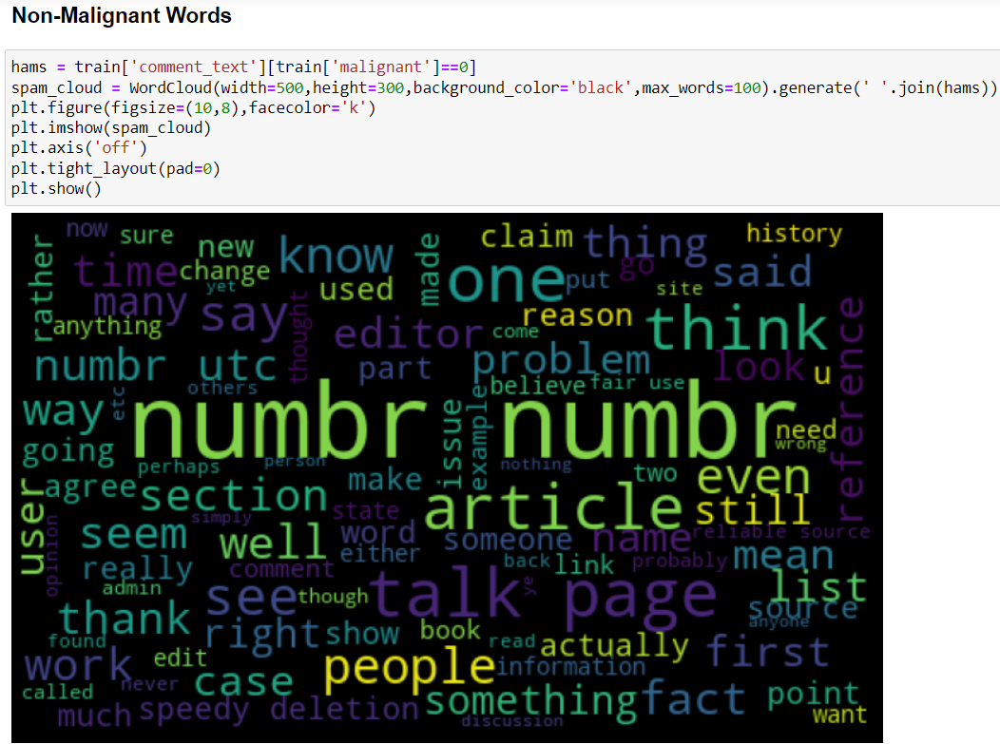 Non-Malignant Words
hams = train['comment_text'][train['malignant']==0]
spam_cloud = WordCloud(width=500,height=300,background_color='black',max_words=100).generate(' '.join(hams))
plt.figure(figsize=(10,8),facecolor='k')
plt.imshow(spam_cloud)
plt.axis('off')
plt.tight_layout(pad=0)
plt.show()
now
sure
rather
new
know
made
claim
thing
history
time
change
yet
used
one
put
go
site
said
many
say
thought
anything
editor
come
reason
think
reference
numbr utc
part
problem
look
u
others
etc
believe
fair use
way
numbr numbr
issue
example
need
wrong
going
perhaps
person
nothing
two
even
make
user
agree
section
article
still
simply
state
opinion
seem
well
word
either
someone
name
reliable source
mean
really
comment
back
link
probably
admin
see
though
talk page
ye
list
source
anyone
thank
right
show
book
read
actually
first
found
work
edit
people
information
called
never
case
something
fact
point
much
speedy deletion
discussion
want